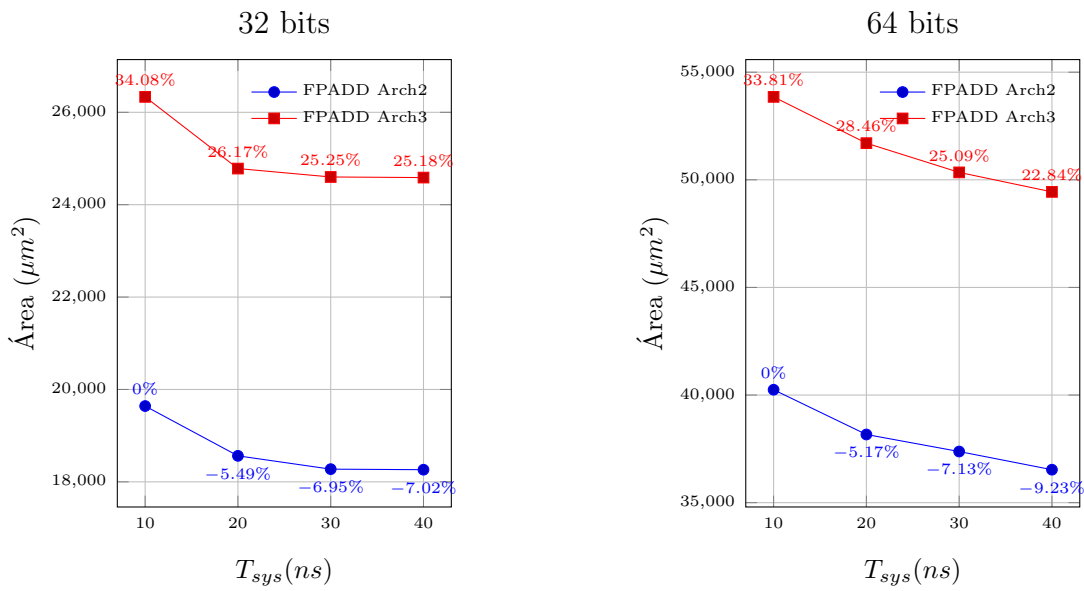 32 bits
34.08%
FPADD Arch2
FPADD Arch3
26,000
26.17%
25.25%
25.18%
24,000
22,000
20,000
0%
18,000
−5.49%
−6.95%
−7.02%
Área (μm²)
10 20 30 40
T_sys(ns)
64 bits
55,000
33.81%
FPADD Arch2
FPADD Arch3
28.46%
25.09%
22.84%
50,000
45,000
40,000
0%
−5.17%
−7.13%
−9.23%
35,000
Área (μm²)
10 20 30 40
T_sys(ns)